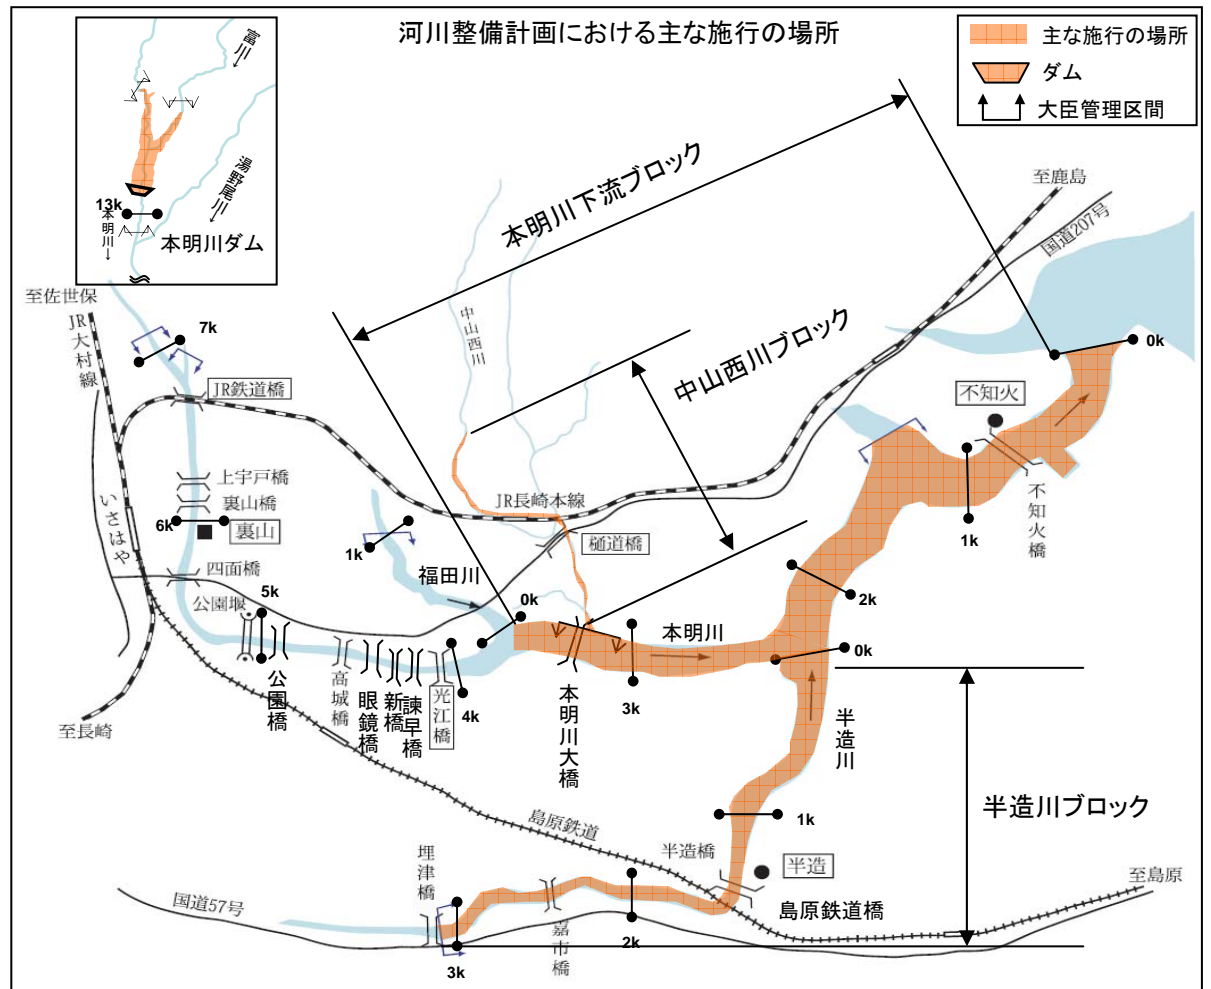 河川整備計画における主な施行の場所
主な施行の場所
ダム
大臣管理区間
富川
湯野尾川
13k
本明川
本明川ダム
至佐世保
JR大村線
7k
JR鉄道橋
上宇戸橋
裏山橋
6k
裏山
いさはや
四面橋
公園堰
5k
公園橋
高城橋
眼鏡橋
新橋
諫早橋
光江橋
4k
至長崎
1k
福田川
0k
中山西川
JR長崎本線
樋道橋
本明川下流ブロック
中山西川ブロック
至鹿島
国道207号
0k
不知火
不知火橋
1k
2k
0k
本明川
3k
本明川大橋
半造川
半造川ブロック
1k
島原鉄道
半造橋
半造
島原鉄道橋
至島原
埋津橋
国道57号
嘉市橋
2k
3k